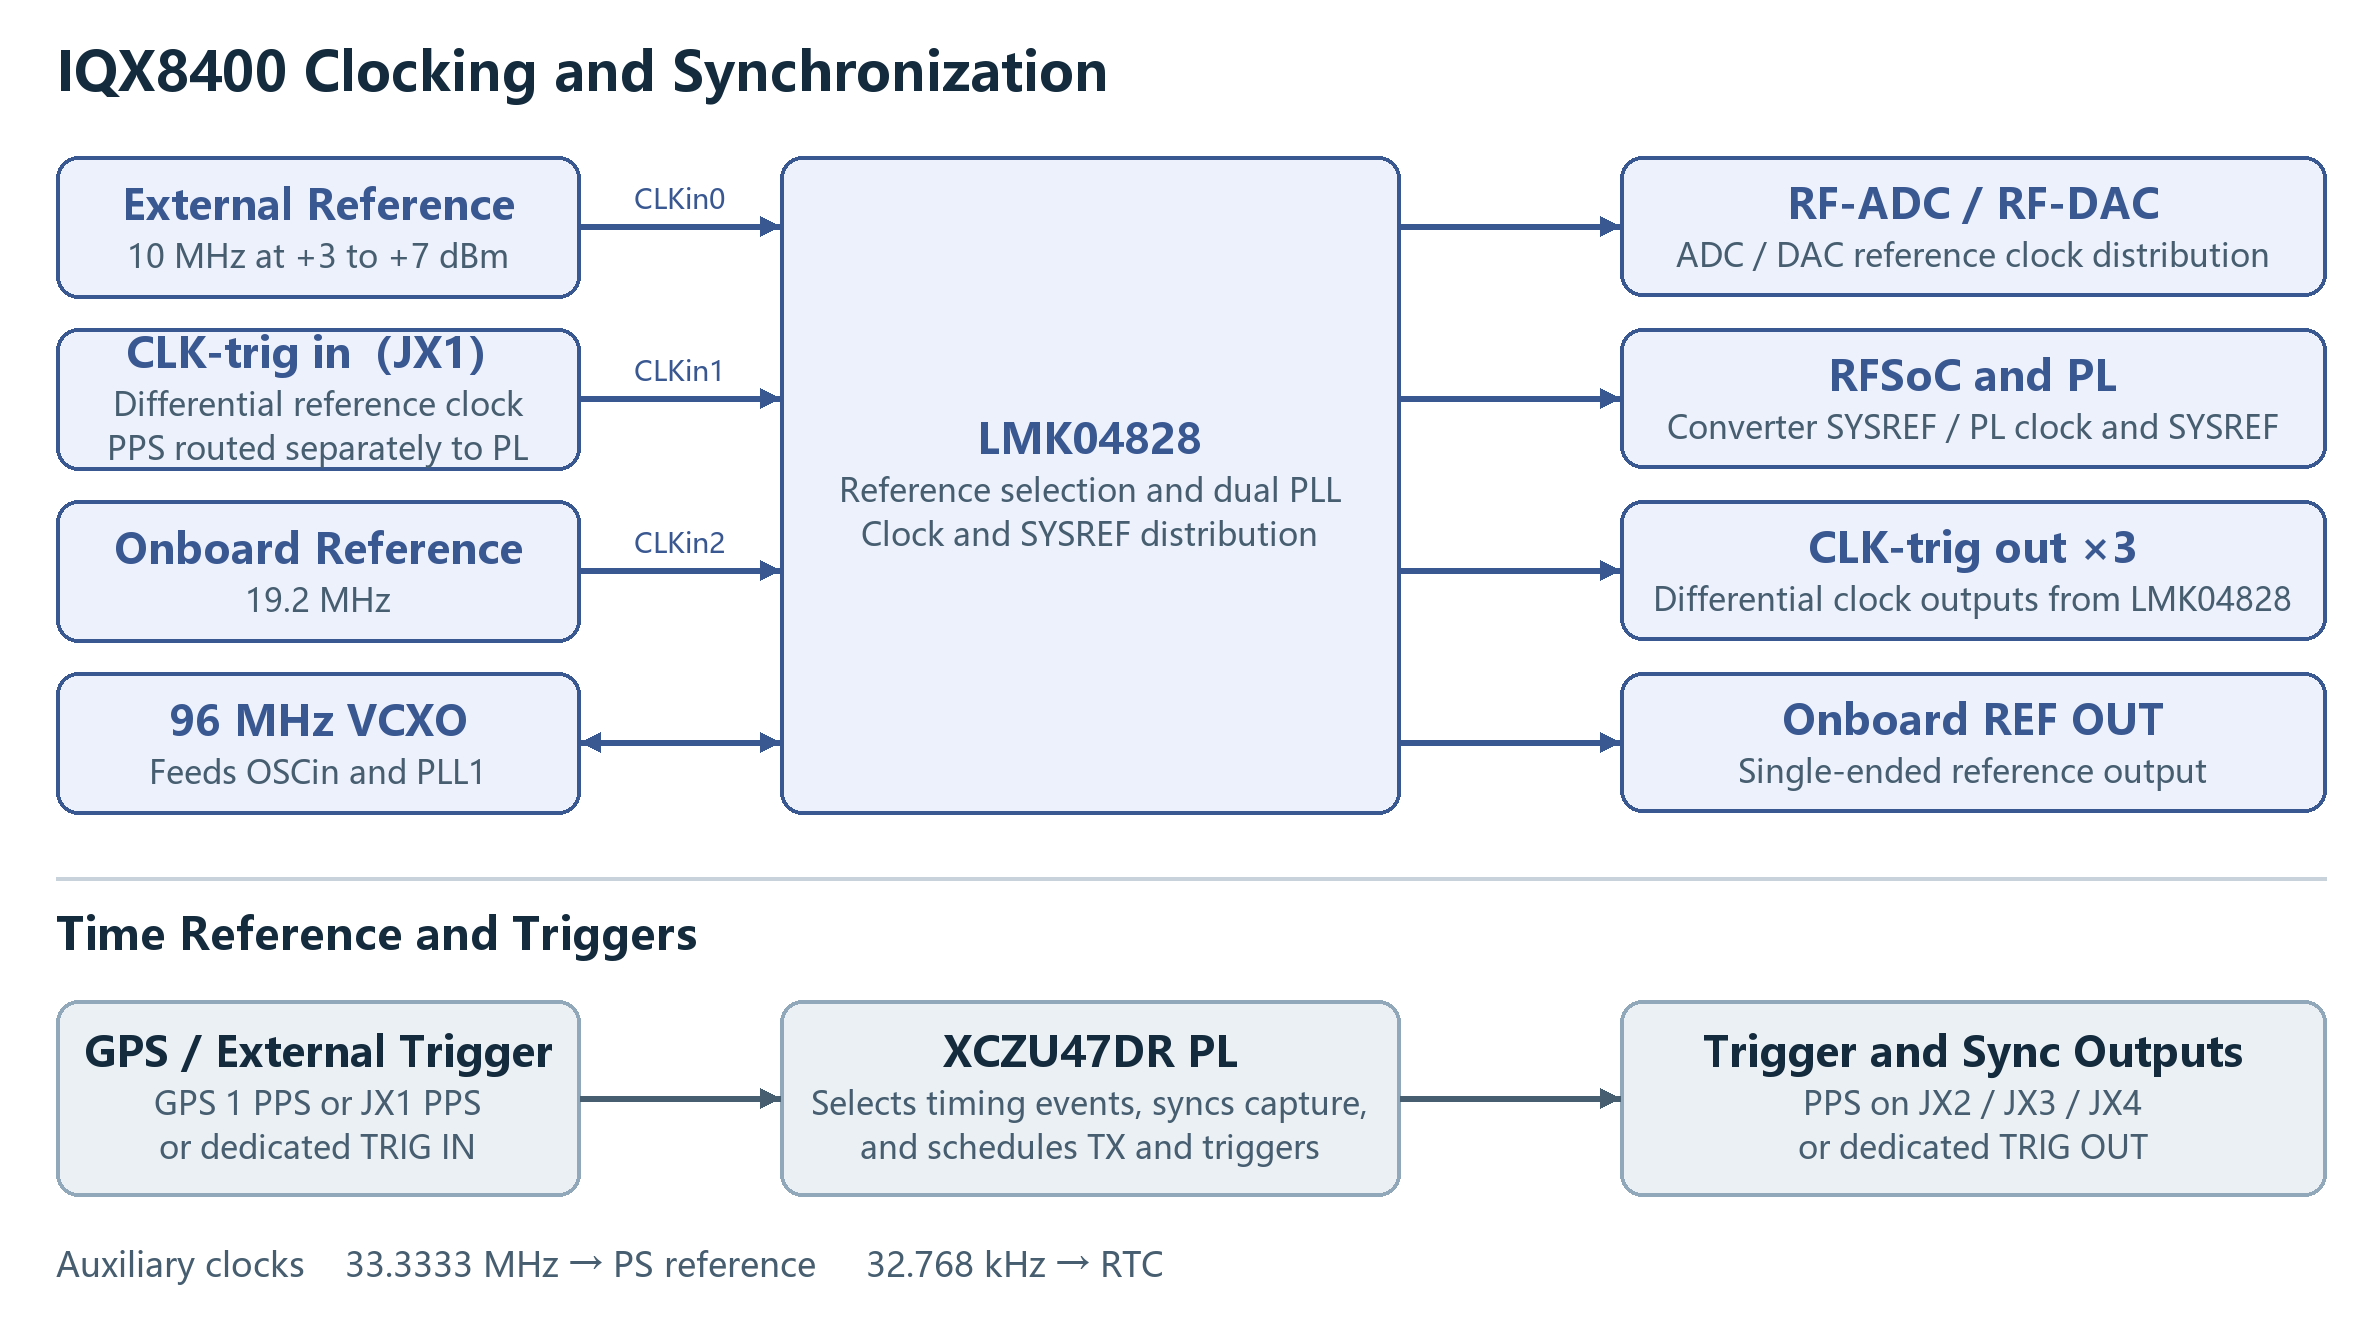 IQX8400 Clocking and Synchronization
External Reference
10 MHz at +3 to +7 dBm
CLKin0
CLK-trig in (JX1)
Differential reference clock
PPS routed separately to PL
CLKin1
Onboard Reference
19.2 MHz
CLKin2
96 MHz VCXO
Feeds OSCin and PLL1
LMK04828
Reference selection and dual PLL
Clock and SYSREF distribution
RF-ADC / RF-DAC
ADC / DAC reference clock distribution
RFSoC and PL
Converter SYSREF / PL clock and SYSREF
CLK-trig out ×3
Differential clock outputs from LMK04828
Onboard REF OUT
Single-ended reference output
Time Reference and Triggers
GPS / External Trigger
GPS 1 PPS or JX1 PPS
or dedicated TRIG IN
XCZU47DR PL
Selects timing events, syncs capture,
and schedules TX and triggers
Trigger and Sync Outputs
PPS on JX2 / JX3 / JX4
or dedicated TRIG OUT
Auxiliary clocks 33.3333 MHz → PS reference 32.768 kHz → RTC